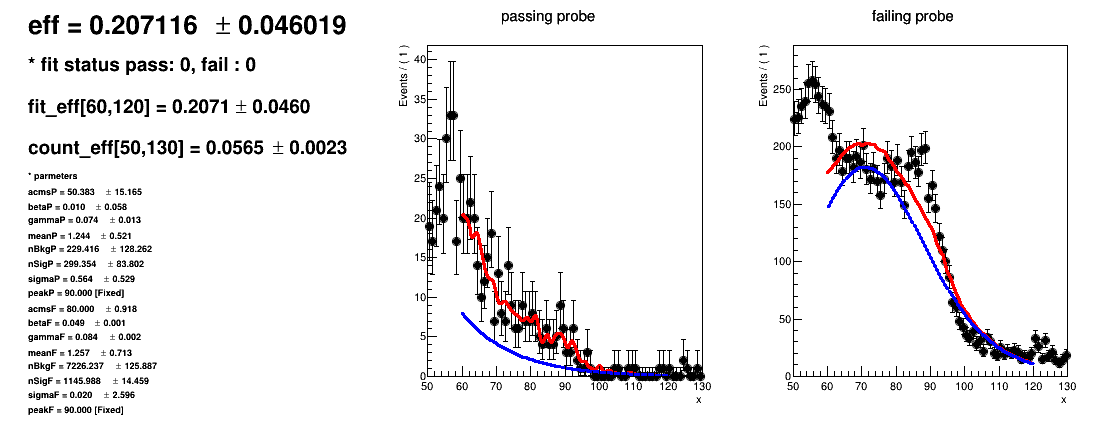 eff = 0.207116 ± 0.046019
* fit status pass: 0, fail : 0
fit_eff[60,120] = 0.2071 ± 0.0460
count_eff[50,130] = 0.0565 ± 0.0023
* parmeters
acmsP = 50.383 ± 15.165
betaP = 0.010 ± 0.058
gammaP = 0.074 ± 0.013
meanP = 1.244 ± 0.521
nBkgP = 229.416 ± 128.262
nSigP = 299.354 ± 83.802
sigmaP = 0.564 ± 0.529
peakP = 90.000 [Fixed]
acmsF = 80.000 ± 0.918
betaF = 0.049 ± 0.001
gammaF = 0.084 ± 0.002
meanF = 1.257 ± 0.713
nBkgF = 7226.237 ± 125.887
nSigF = 1145.988 ± 14.459
sigmaF = 0.020 ± 2.596
peakF = 90.000 [Fixed]
passing probe
Events / ( 1 )
40
35
30
25
20
15
10
5
0
50 60 70 80 90 100 110 120 130
x
failing probe
Events / ( 1 )
250
200
150
100
50
0
50 60 70 80 90 100 110 120 130
x